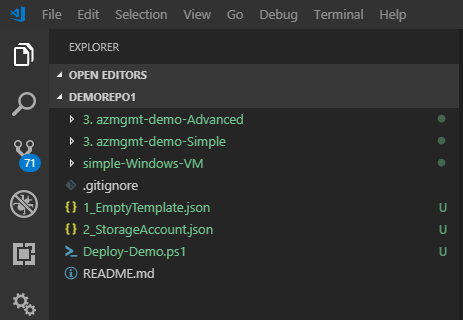 File Edit Selection View Go Debug Terminal Help
EXPLORER
OPEN EDITORS
DEMOREPO1
3. azmgmt-demo-Advanced
3. azmgmt-demo-Simple
simple-Windows-VM
71
.gitignore
{} 1_EmptyTemplate.json U
{} 2_StorageAccount.json U
Deploy-Demo.ps1 U
README.md